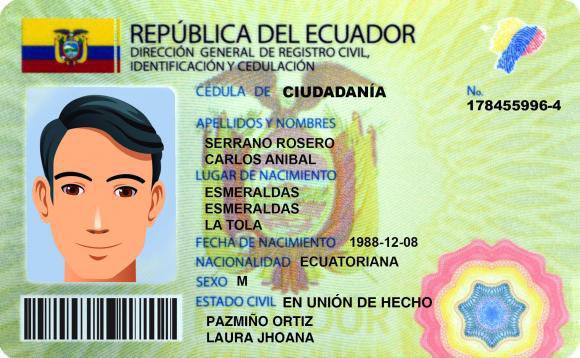 REPÚBLICA DEL ECUADOR
DIRECCIÓN GENERAL DE REGISTRO CIVIL,
IDENTIFICACIÓN Y CEDULACIÓN
CÉDULA DE CIUDADANÍA
No.
178455996-4
APELLIDOS Y NOMBRES
SERRANO ROSERO
CARLOS ANIBAL
LUGAR DE NACIMIENTO
ESMERALDAS
ESMERALDAS
LA TOLA
FECHA DE NACIMIENTO 1988-12-08
NACIONALIDAD ECUATORIANA
SEXO M
ESTADO CIVIL EN UNIÓN DE HECHO
PAZMIÑO ORTIZ
LAURA JHOANA